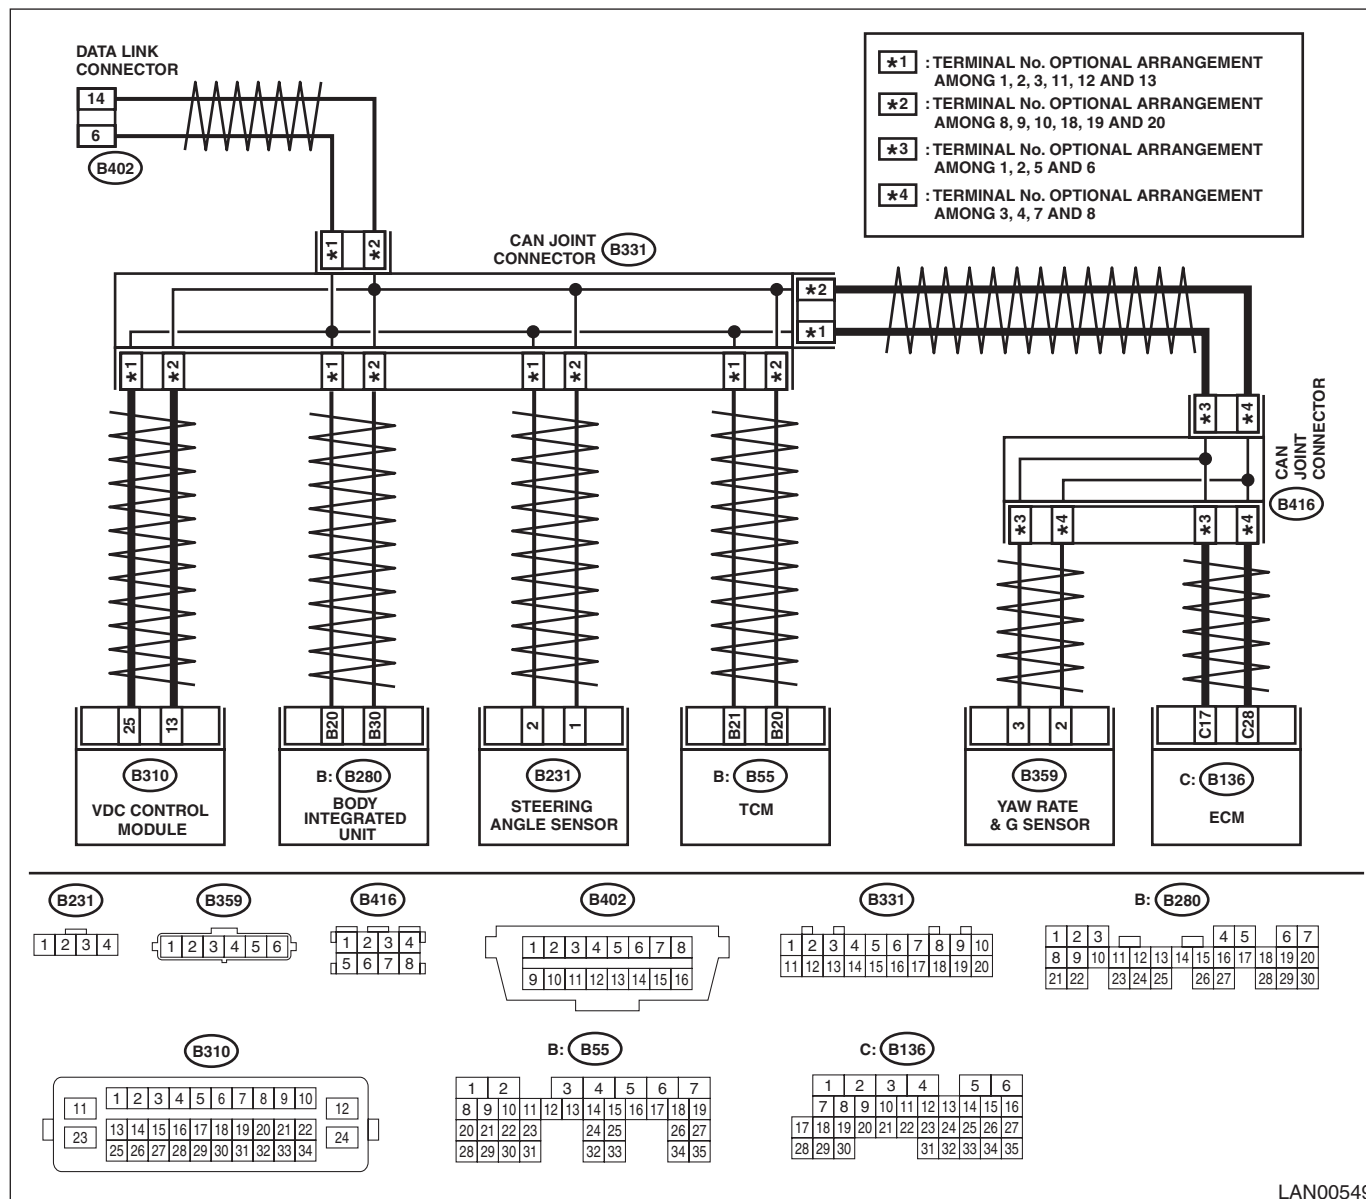 DATA LINK
CONNECTOR
14
6
B402
*1 : TERMINAL No. OPTIONAL ARRANGEMENT
AMONG 1, 2, 3, 11, 12 AND 13
*2 : TERMINAL No. OPTIONAL ARRANGEMENT
AMONG 8, 9, 10, 18, 19 AND 20
*3 : TERMINAL No. OPTIONAL ARRANGEMENT
AMONG 1, 2, 5 AND 6
*4 : TERMINAL No. OPTIONAL ARRANGEMENT
AMONG 3, 4, 7 AND 8
*1 *2
CAN JOINT
CONNECTOR B331
*2
*1
*1 *2 *1 *2 *1 *2 *1 *2
*3 *4
CAN
JOINT
CONNECTOR
B416
*3 *4 *3 *4
25 13
B310
VDC CONTROL
MODULE
B20 B30
B: B280
BODY
INTEGRATED
UNIT
2 1
B231
STEERING
ANGLE SENSOR
B21 B20
B: B55
TCM
3 2
B359
YAW RATE
& G SENSOR
C17 C28
C: B136
ECM
B231
1 2 3 4
B359
1 2 3 4 5 6
B416
1 2 3 4
5 6 7 8
B402
1 2 3 4 5 6 7 8
9 10 11 12 13 14 15 16
B331
1 2 3 4 5 6 7 8 9 10
11 12 13 14 15 16 17 18 19 20
B: B280
1 2 3 4 5 6 7
8 9 10 11 12 13 14 15 16 17 18 19 20
21 22 23 24 25 26 27 28 29 30
B310
11 1 2 3 4 5 6 7 8 9 10 12
23 13 14 15 16 17 18 19 20 21 22 24
25 26 27 28 29 30 31 32 33 34
B: B55
1 2 3 4 5 6 7
8 9 10 11 12 13 14 15 16 17 18 19
20 21 22 23 24 25 26 27
28 29 30 31 32 33 34 35
C: B136
1 2 3 4 5 6
7 8 9 10 11 12 13 14 15 16
17 18 19 20 21 22 23 24 25 26 27
28 29 30 31 32 33 34 35
LAN00549